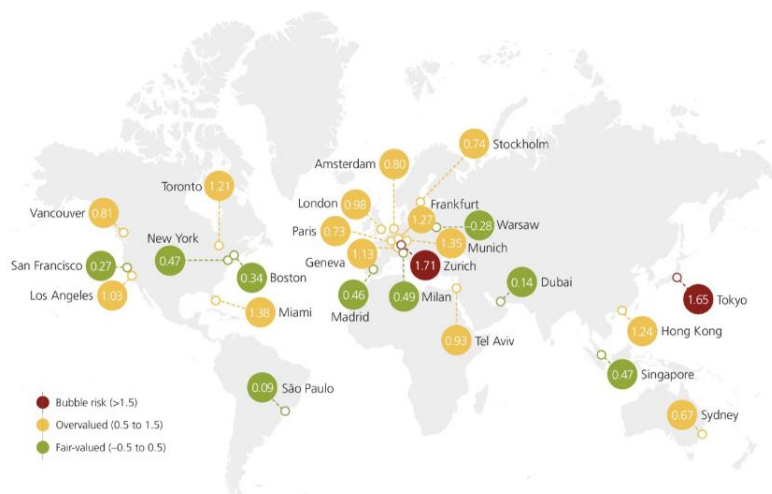 Stockholm
0.74
Amsterdam
0.80
Toronto
1.21
London
0.98
Frankfurt
1.27
Vancouver
0.81
Paris
0.73
-0.28
Warsaw
New York
0.47
1.35
Munich
Geneva
1.13
1.71
Zurich
San Francisco
0.27
0.34
Boston
0.14
Dubai
Los Angeles
1.03
0.46
Madrid
0.49
Milan
1.65
Tokyo
1.38
Miami
0.93
Tel Aviv
1.24
Hong Kong
0.47
Singapore
0.09
São Paulo
0.67
Sydney
Bubble risk (>1.5)
Overvalued (0.5 to 1.5)
Fair-valued (–0.5 to 0.5)